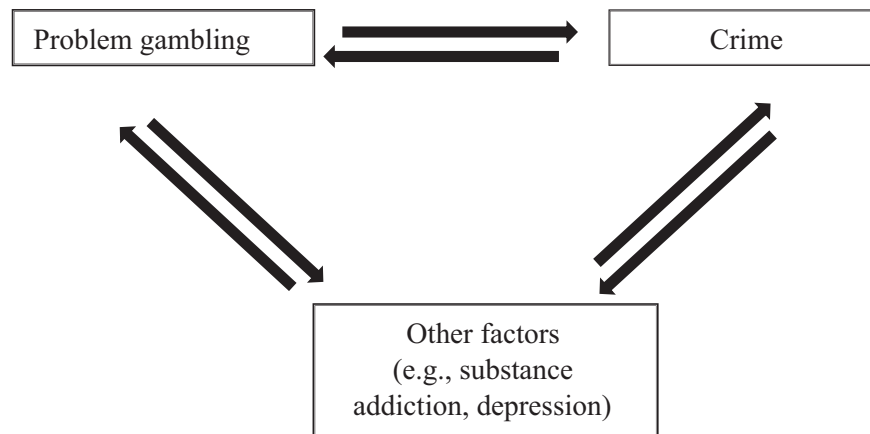 Problem gambling
Crime
Other factors
(e.g., substance
addiction, depression)